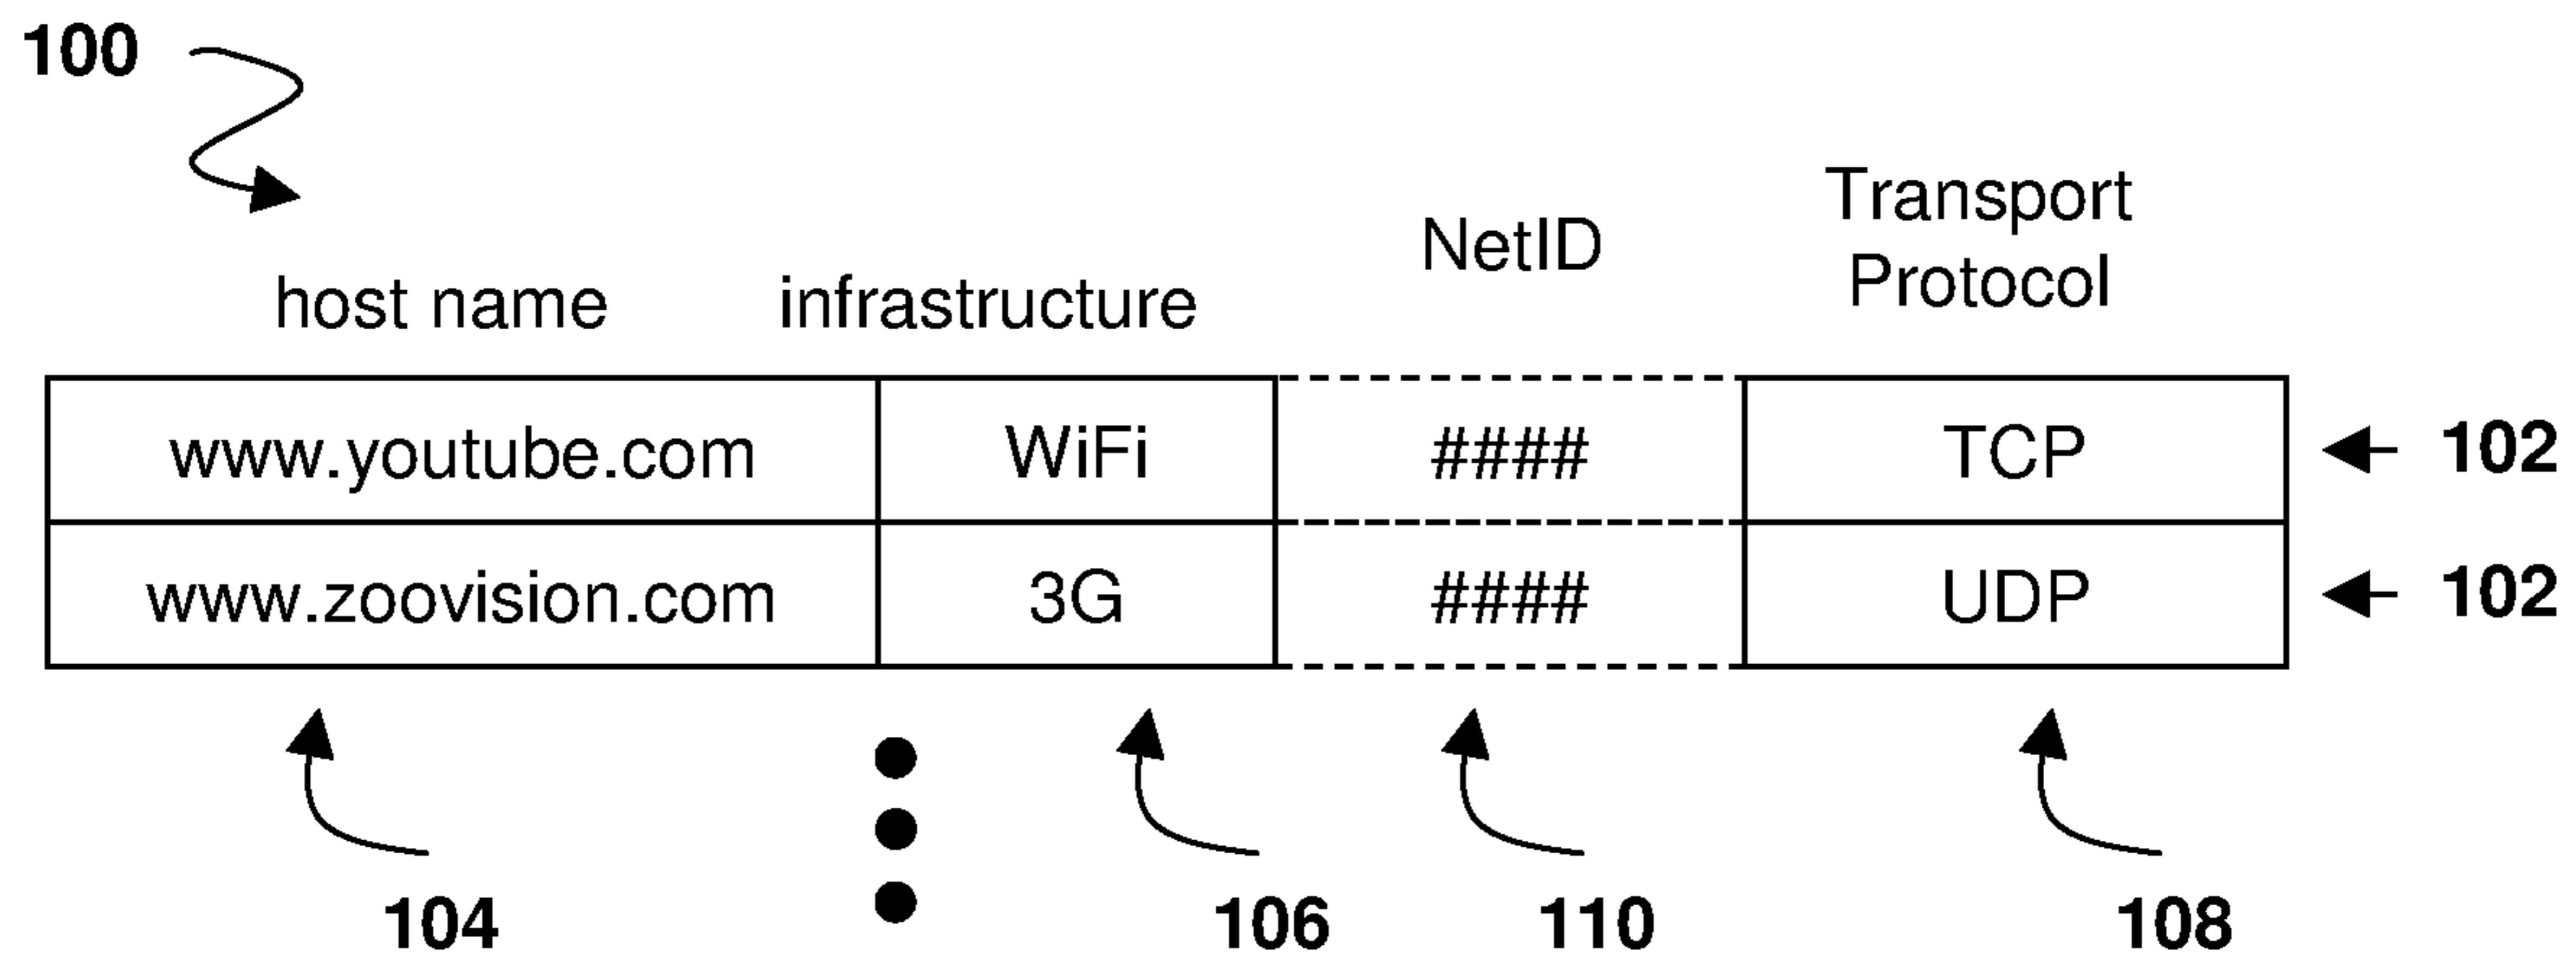 100
host name
infrastructure
NetID
Transport
Protocol
www.youtube.com WiFi #### TCP 102
www.zoovision.com 3G #### UDP 102
104 106 110 108